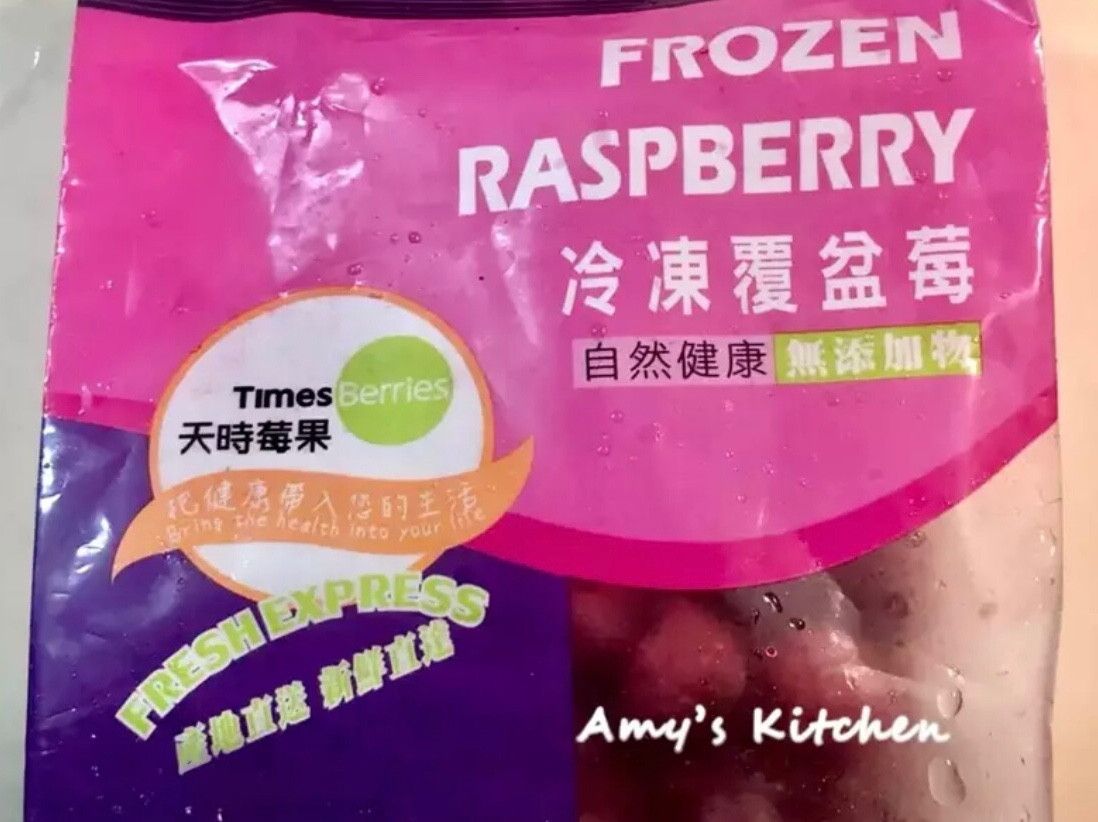 FROZEN
RASPBERRY
冷凍覆盆莓
自然健康 無添加物
Times Berries
天時莓果
把健康帶入您的生活
Bring the health into your life
FRESH EXPRESS
產地直送 新鮮直達
Amy's Kitchen